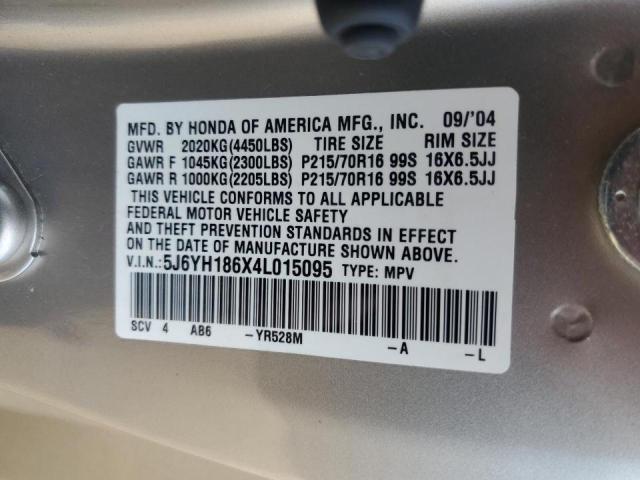 MFD. BY HONDA OF AMERICA MFG., INC. 09/'04
GVWR 2020KG(4450LBS) TIRE SIZE RIM SIZE
GAWR F 1045KG(2300LBS) P215/70R16 99S 16X6.5JJ
GAWR R 1000KG(2205LBS) P215/70R16 99S 16X6.5JJ
THIS VEHICLE CONFORMS TO ALL APPLICABLE
FEDERAL MOTOR VEHICLE SAFETY
AND THEFT PREVENTION STANDARDS IN EFFECT
ON THE DATE OF MANUFACTURE SHOWN ABOVE.
V.I.N.:5J6YH186X4L015095 TYPE: MPV
SCV 4 AB6 -YR528M -A -L